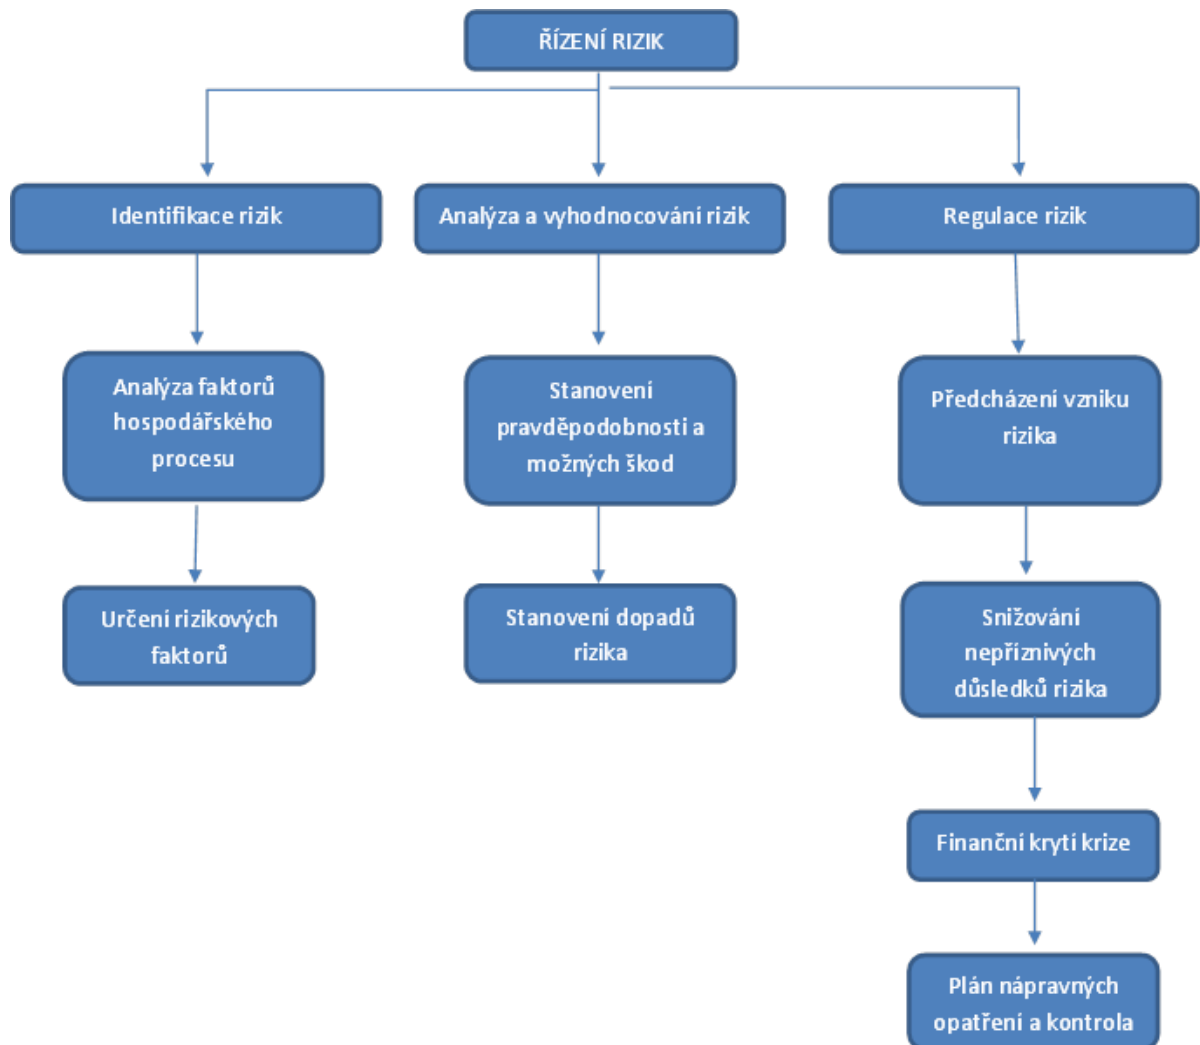 ŘÍZENÍ RIZIK
Identifikace rizik
Analýza a vyhodnocování rizik
Regulace rizik
Analýza faktorů
hospodářského
procesu
Stanovení
pravděpodobnosti a
možných škod
Předcházení vzniku
rizika
Určení rizikových
faktorů
Stanovení dopadů
rizika
Snižování
nepříznivých
důsledků rizika
Finanční krytí krize
Plán nápravných
opatření a kontrola